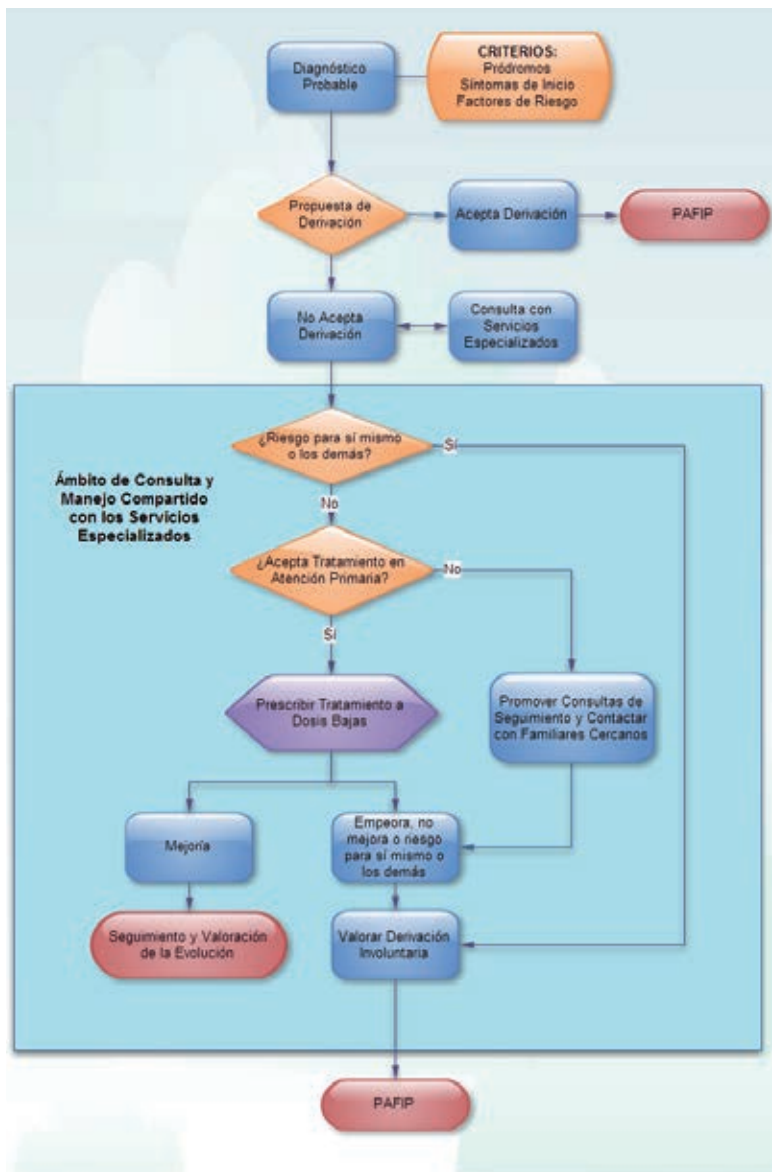 Diagnóstico
Probable
CRITERIOS:
Pródromos
Síntomas de Inicio
Factores de Riesgo
Propuesta de
Derivación
Acepta Derivación
PAFIP
No Acepta
Derivación
Consulta con
Servicios
Especializados
¿Riesgo para sí mismo
o los demás?
Sí
Ámbito de Consulta y
Manejo Compartido
con los Servicios
Especializados
No
¿Acepta Tratamiento en
Atención Primaria?
No
Sí
Prescribir Tratamiento a
Dosis Bajas
Promover Consultas de
Seguimiento y Contactar
con Familiares Cercanos
Mejoría
Empeora, no
mejora o riesgo
para sí mismo o
los demás
Seguimiento y Valoración
de la Evolución
Valorar Derivación
Involuntaria
PAFIP